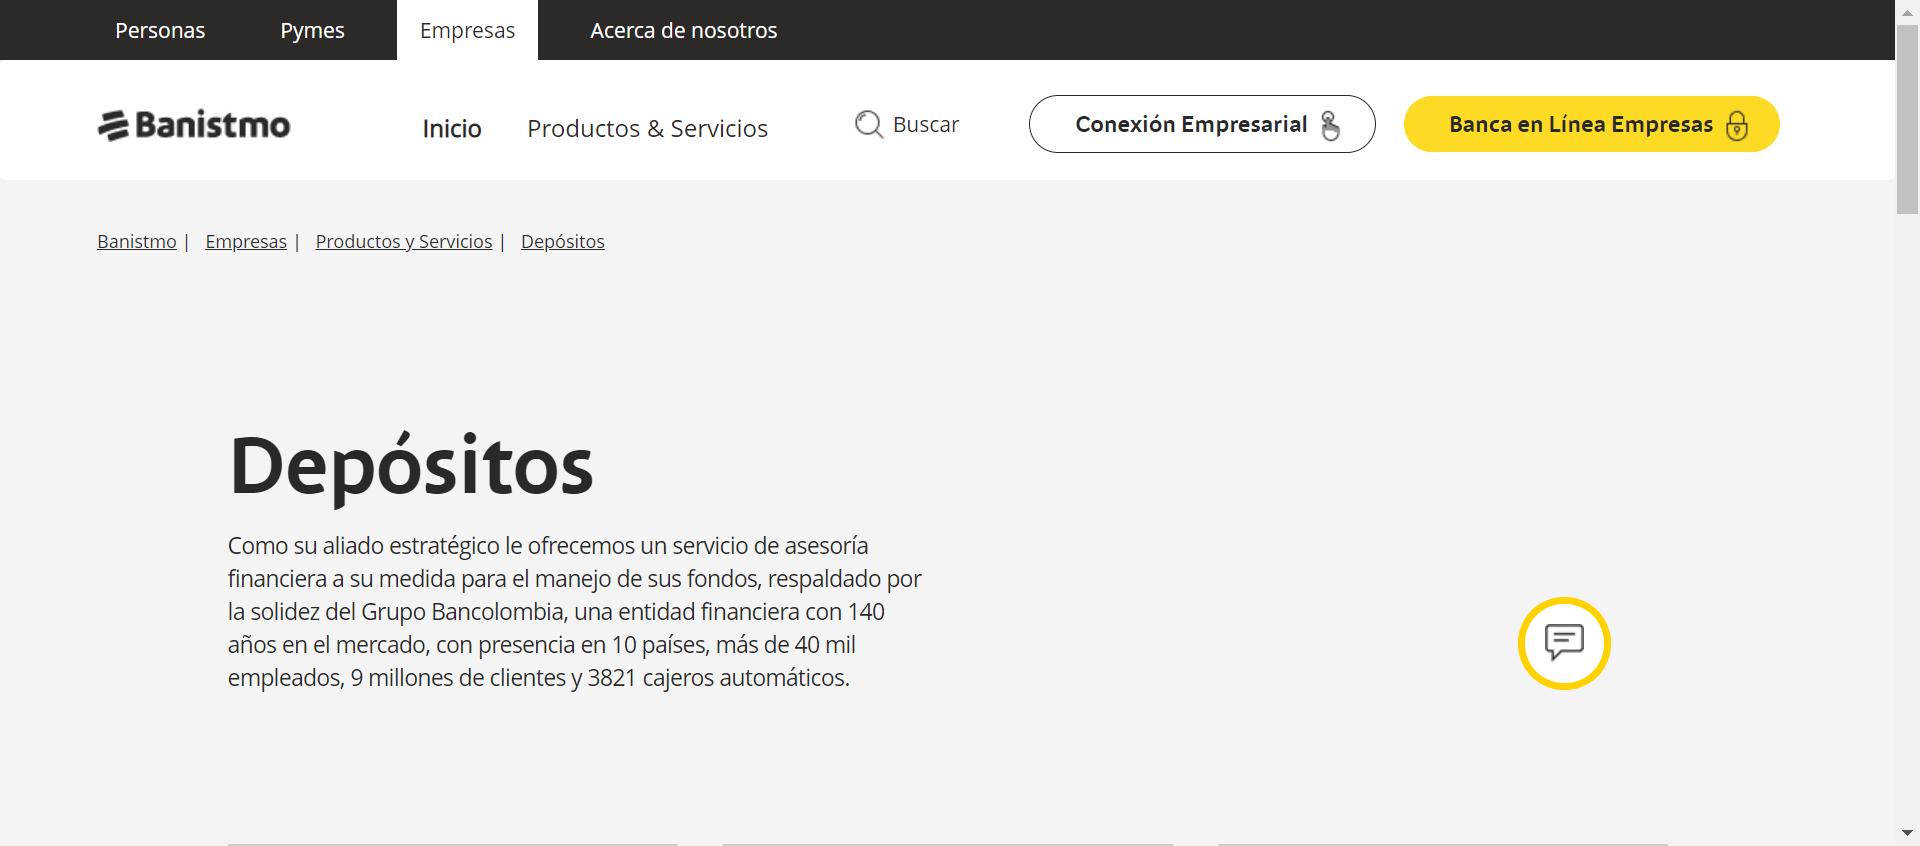 Personas Pymes Empresas Acerca de nosotros
Banistmo Inicio Productos & Servicios Buscar Conexión Empresarial Banca en Línea Empresas
Banistmo | Empresas | Productos y Servicios | Depósitos
Depósitos
Como su aliado estratégico le ofrecemos un servicio de asesoría
financiera a su medida para el manejo de sus fondos, respaldado por
la solidez del Grupo Bancolombia, una entidad financiera con 140
años en el mercado, con presencia en 10 países, más de 40 mil
empleados, 9 millones de clientes y 3821 cajeros automáticos.